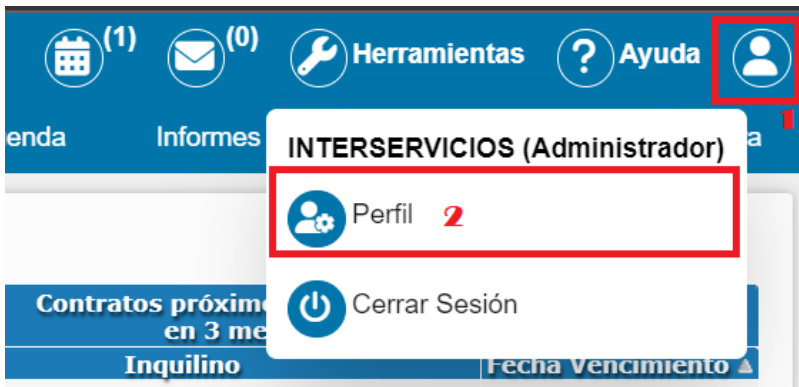 (1) (0) Herramientas Ayuda
1
enda Informes a
INTERSERVICIOS (Administrador)
Perfil 2
Cerrar Sesión
Contratos próxim
en 3 me
Inquilino Fecha Vencimiento